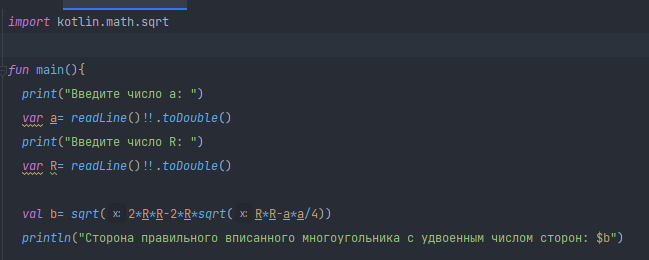 import kotlin.math.sqrt
fun main(){
print("Введите число a: ")
var a= readLine()!!.toDouble()
print("Введите число R: ")
var R= readLine()!!.toDouble()
val b= sqrt( x: 2*R*R-2*R*sqrt( x: R*R-a*a/4))
println("Сторона правильного вписанного многоугольника с удвоенным числом сторон: $b")